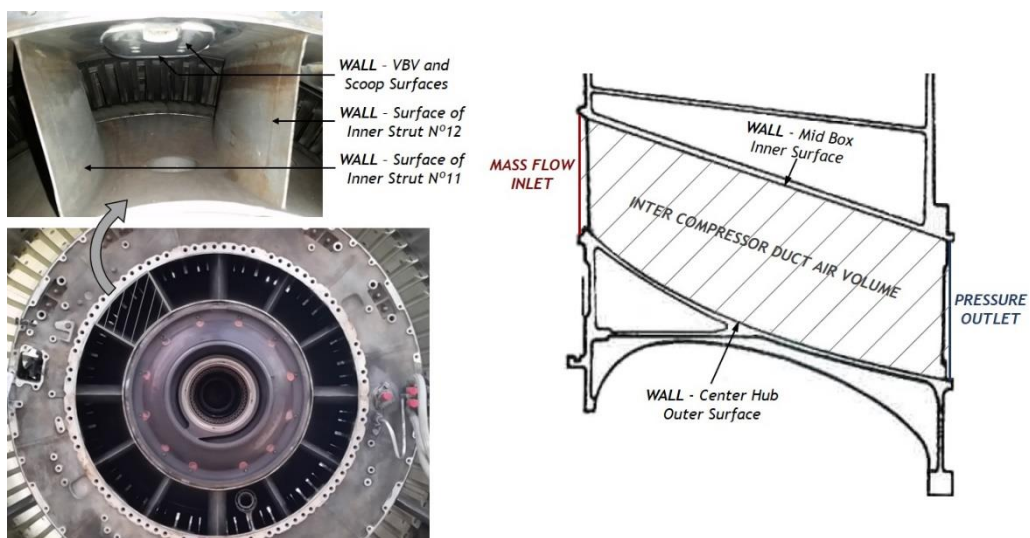 WALL - VBV and
Scoop Surfaces
WALL - Surface of
Inner Strut NO12
WALL - Surface of
Inner Strut NO11
MASS FLOW
INLET
WALL - Mid Box
Inner Surface
INTER COMPRESSOR DUCT AIR VOLUME
PRESSURE
OUTLET
WALL - Center Hub
Outer Surface